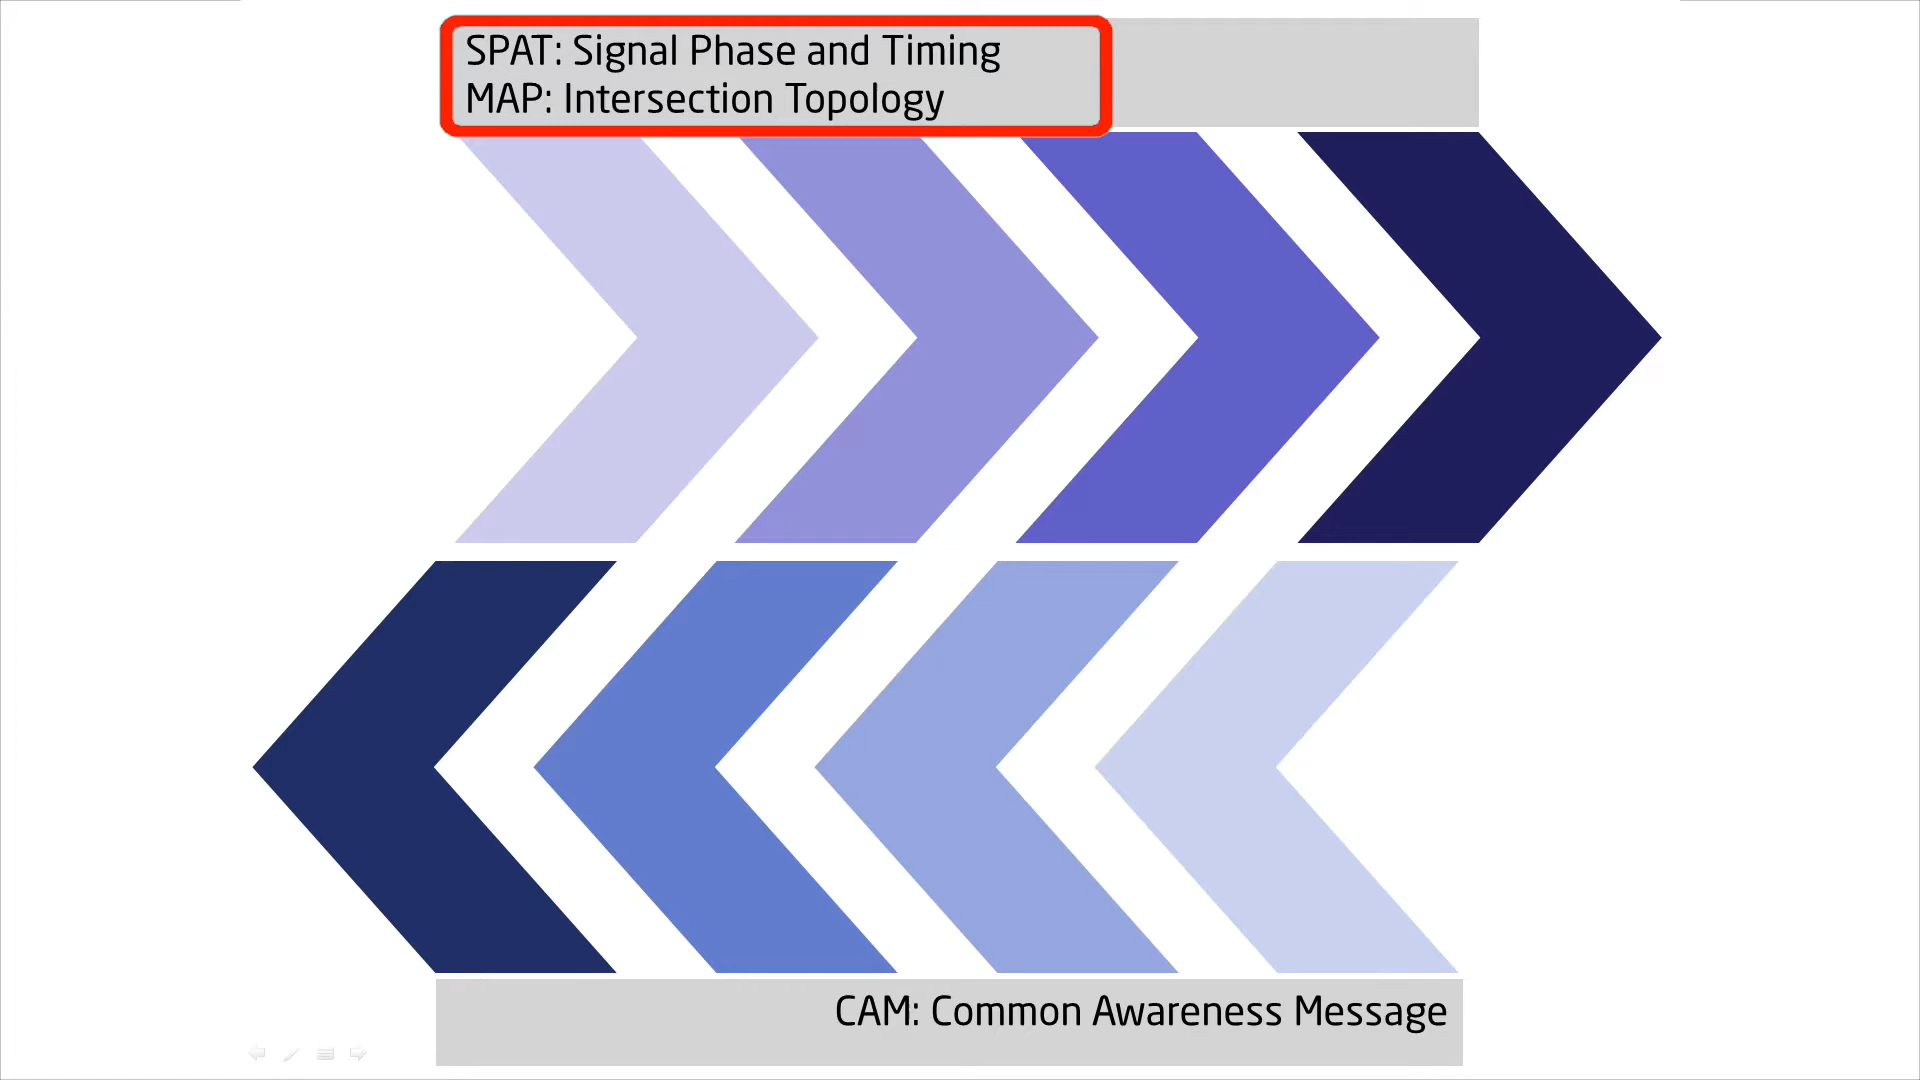 SPAT: Signal Phase and Timing
MAP: Intersection Topology
CAM: Common Awareness Message